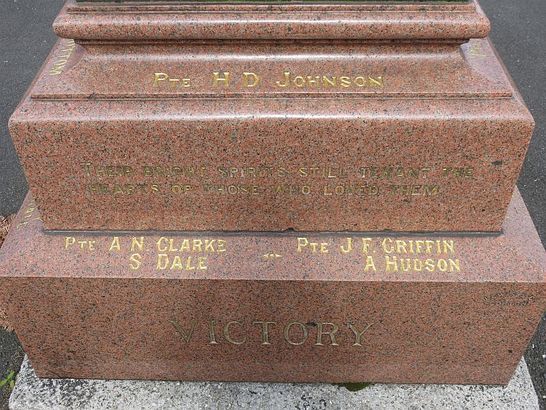 Pte H D Johnson
Their bright spirits still tenant the
hearts of those who loved them
Pte A N Clarke ... Pte J F Griffin
S Dale A Hudson
VICTORY